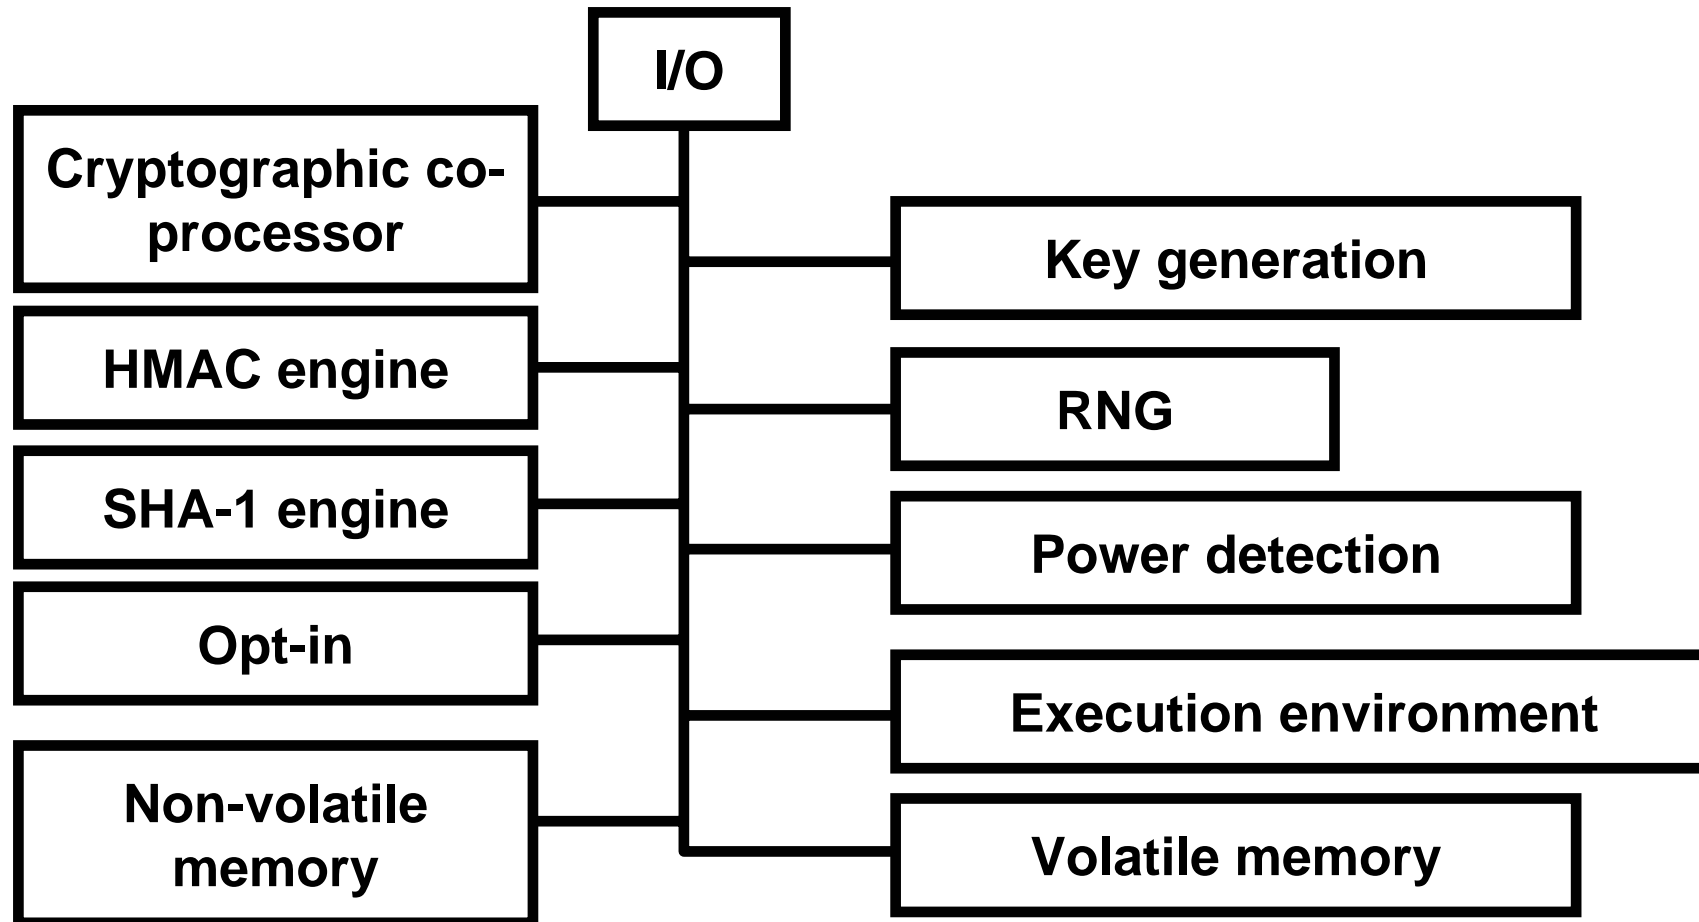 I/O
Cryptographic co-
processor
Key generation
HMAC engine
RNG
SHA-1 engine
Power detection
Opt-in
Execution environment
Non-volatile
memory
Volatile memory